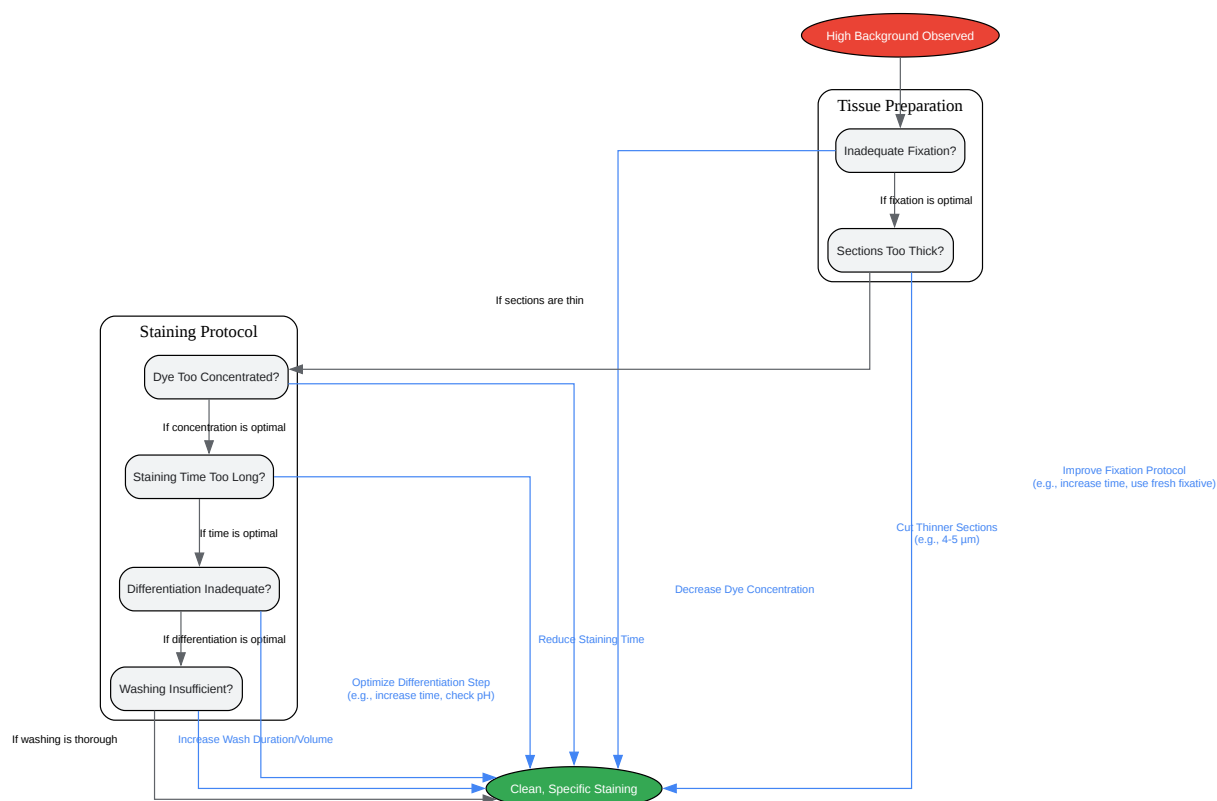 High Background Observed
Tissue Preparation
Inadequate Fixation?
If fixation is optimal
Sections Too Thick?
If sections are thin
Staining Protocol
Dye Too Concentrated?
If concentration is optimal
Staining Time Too Long?
If time is optimal
Differentiation Inadequate?
If differentiation is optimal
Washing Insufficient?
If washing is thorough
Increase Wash Duration/Volume
Optimize Differentiation Step
(e.g., increase time, check pH)
Reduce Staining Time
Decrease Dye Concentration
Cut Thinner Sections
(e.g., 4-5 µm)
Improve Fixation Protocol
(e.g., increase time, use fresh fixative)
Clean, Specific Staining